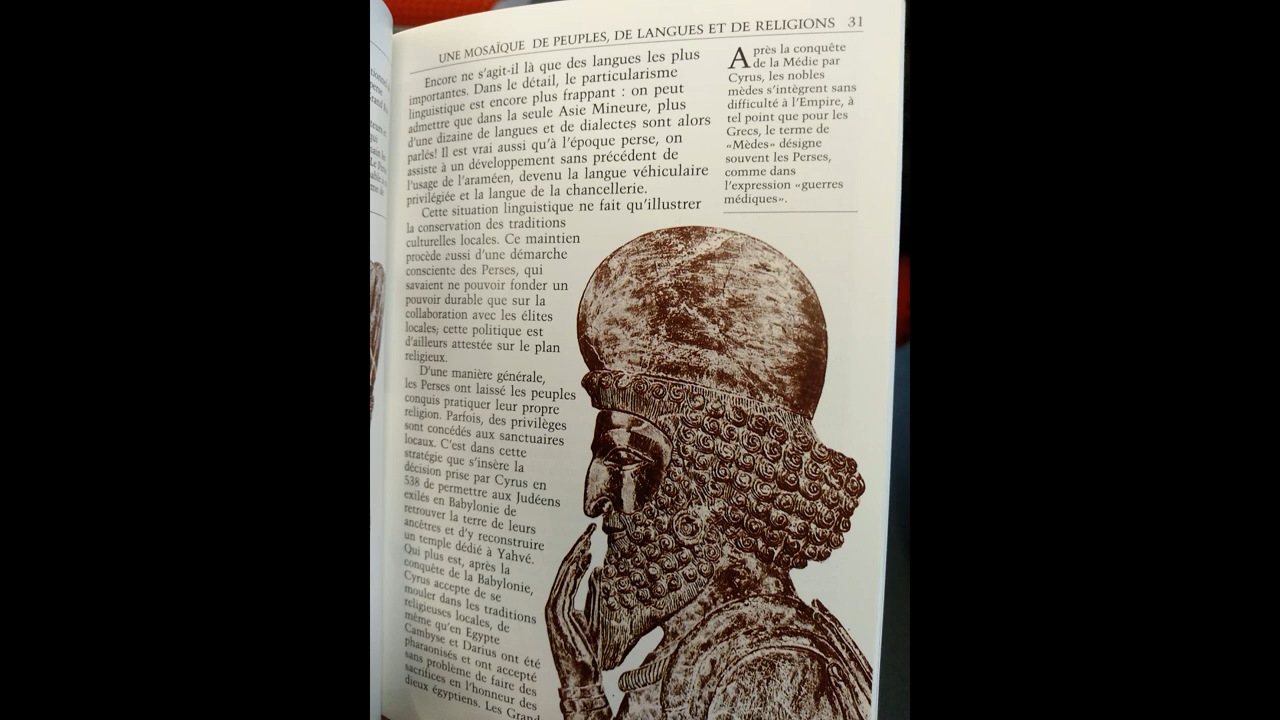 UNE MOSAÏQUE DE PEUPLES, DE LANGUES ET DE RELIGIONS 31
Encore ne s'agit-il là que des langues les plus
importantes. Dans le détail, le particularisme
linguistique est encore plus frappant : on peut
admettre que dans la seule Asie Mineure, plus
d'une dizaine de langues et de dialectes sont alors
parlés! Il est vrai aussi qu'à l'époque perse, on
assiste à un développement sans précédent de
l'usage de l'araméen, devenu la langue véhiculaire
privilégiée et la langue de la chancellerie.
Cette situation linguistique ne fait qu'illustrer
la conservation des traditions
culturelles locales. Ce maintien
procède aussi d'une démarche
consciente des Perses, qui
savaient ne pouvoir fonder un
pouvoir durable que sur la
collaboration avec les élites
locales; cette politique est
d'ailleurs attestée sur le plan
religieux.
D'une manière générale,
les Perses ont laissé les peuples
conquis pratiquer leur propre
religion. Parfois, des privilèges
sont concédés aux sanctuaires
locaux. C'est dans cette
stratégie que s'insère la
décision prise par Cyrus en
538 de permettre aux Judéens
exilés en Babylonie de
retrouver la terre de leurs
ancêtres et d'y reconstruire
un temple dédié à Yahvé.
Qui plus est, après la
conquête de la Babylonie,
Cyrus accepte de se
mouler dans les traditions
religieuses locales, de
même qu'en Egypte
Cambyse et Darius ont été
pharaonisés et ont accepté
sans problème de faire des
sacrifices en l'honneur des
dieux égyptiens. Les Grand
Après la conquête
de la Médie par
Cyrus, les nobles
mèdes s'intègrent sans
difficulté à l'Empire, à
tel point que pour les
Grecs, le terme de
«Mèdes» désigne
souvent les Perses,
comme dans
l'expression «guerres
médiques».